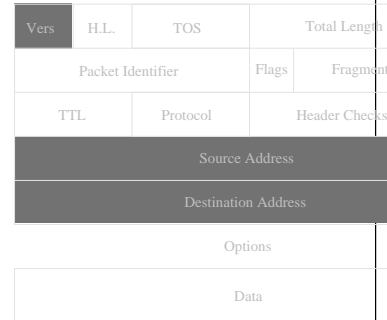 Vers H.L. TOS Total Length
Packet Identifier Flags Fragment
TTL Protocol Header Checks
Source Address
Destination Address
Options
Data